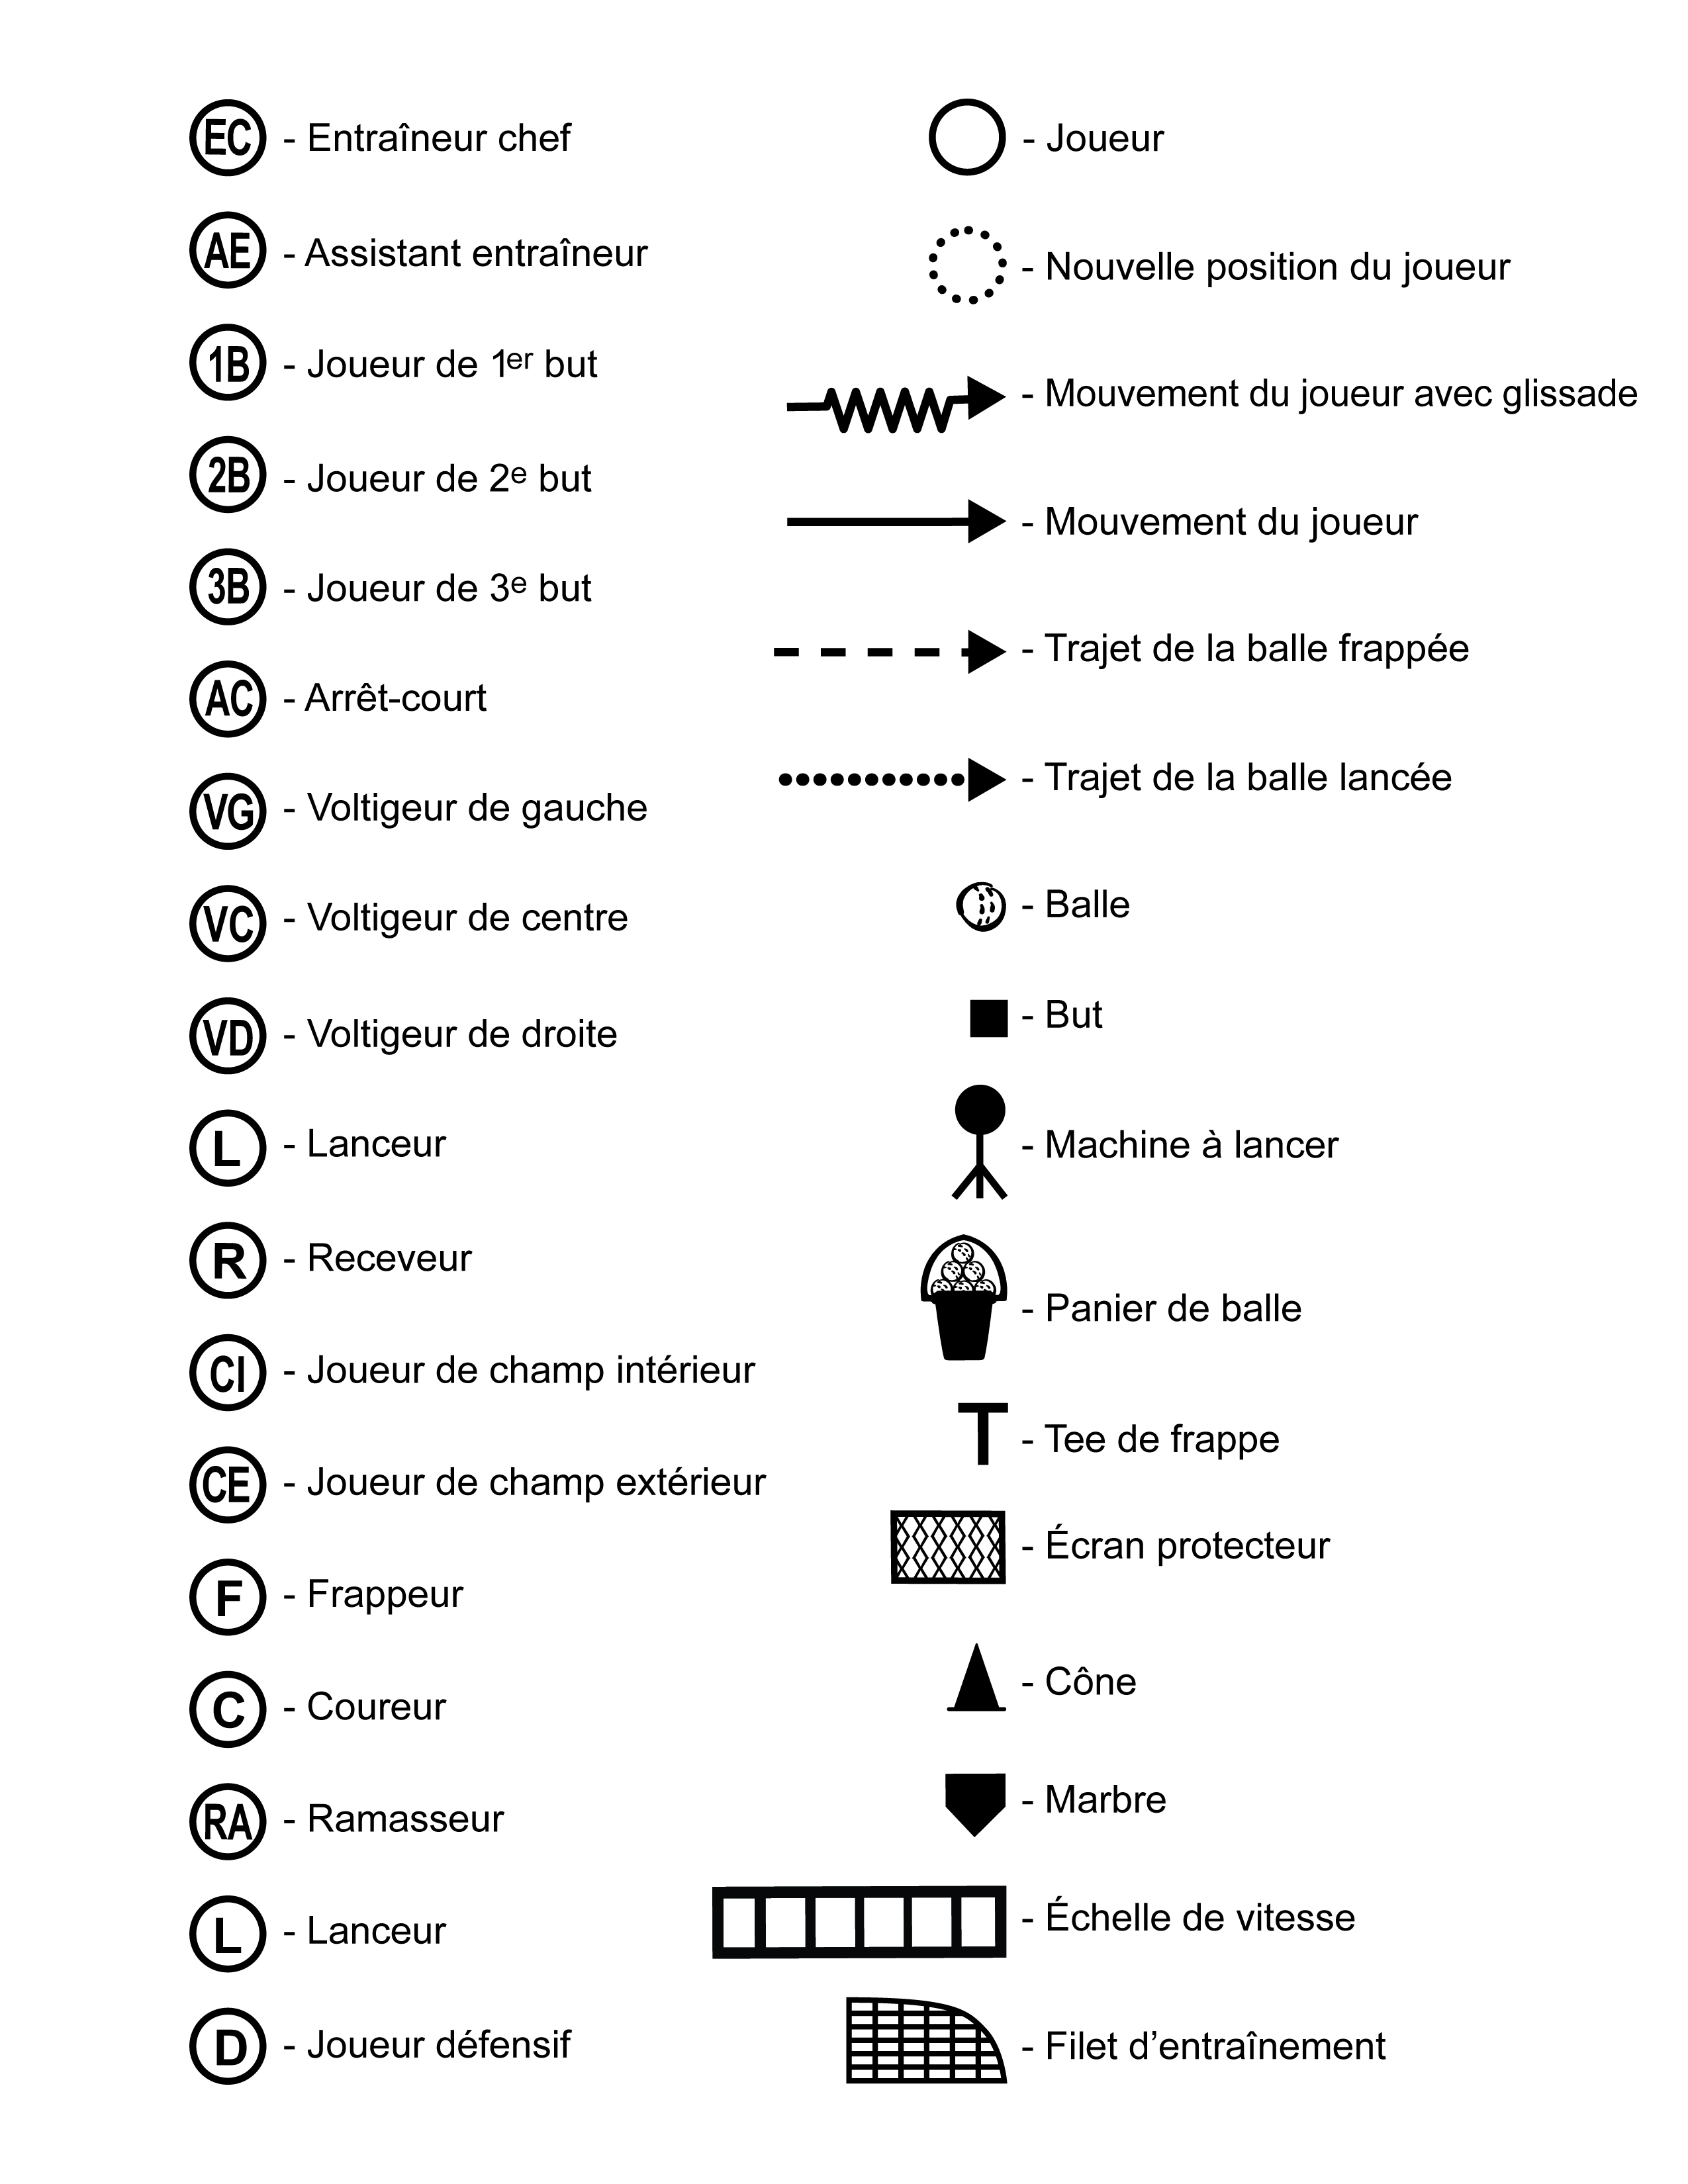 EC - Entraîneur chef
AE - Assistant entraîneur
1B - Joueur de 1er but
2B - Joueur de 2e but
3B - Joueur de 3e but
AC - Arrêt-court
VG - Voltigeur de gauche
VC - Voltigeur de centre
VD - Voltigeur de droite
L - Lanceur
R - Receveur
CI - Joueur de champ intérieur
CE - Joueur de champ extérieur
F - Frappeur
C - Coureur
RA - Ramasseur
L - Lanceur
D - Joueur défensif
- Joueur
- Nouvelle position du joueur
- Mouvement du joueur avec glissade
- Mouvement du joueur
- Trajet de la balle frappée
- Trajet de la balle lancée
- Balle
- But
- Machine à lancer
- Panier de balle
T - Tee de frappe
- Écran protecteur
- Cône
- Marbre
- Échelle de vitesse
- Filet d’entraînement